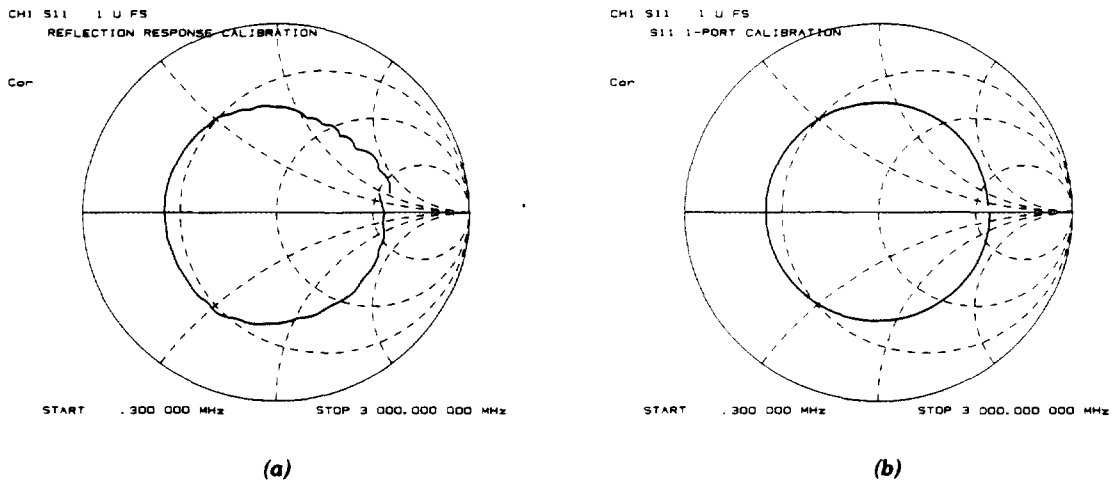 CH1 S11 1 U FS
REFLECTION RESPONSE CALIBRATION
Cor
START .300 000 MHz STOP 3 000.000 000 MHz
(a)
CH1 S11 1 U FS
S11 1-PORT CALIBRATION
Cor
START .300 000 MHz STOP 3 000.000 000 MHz
(b)